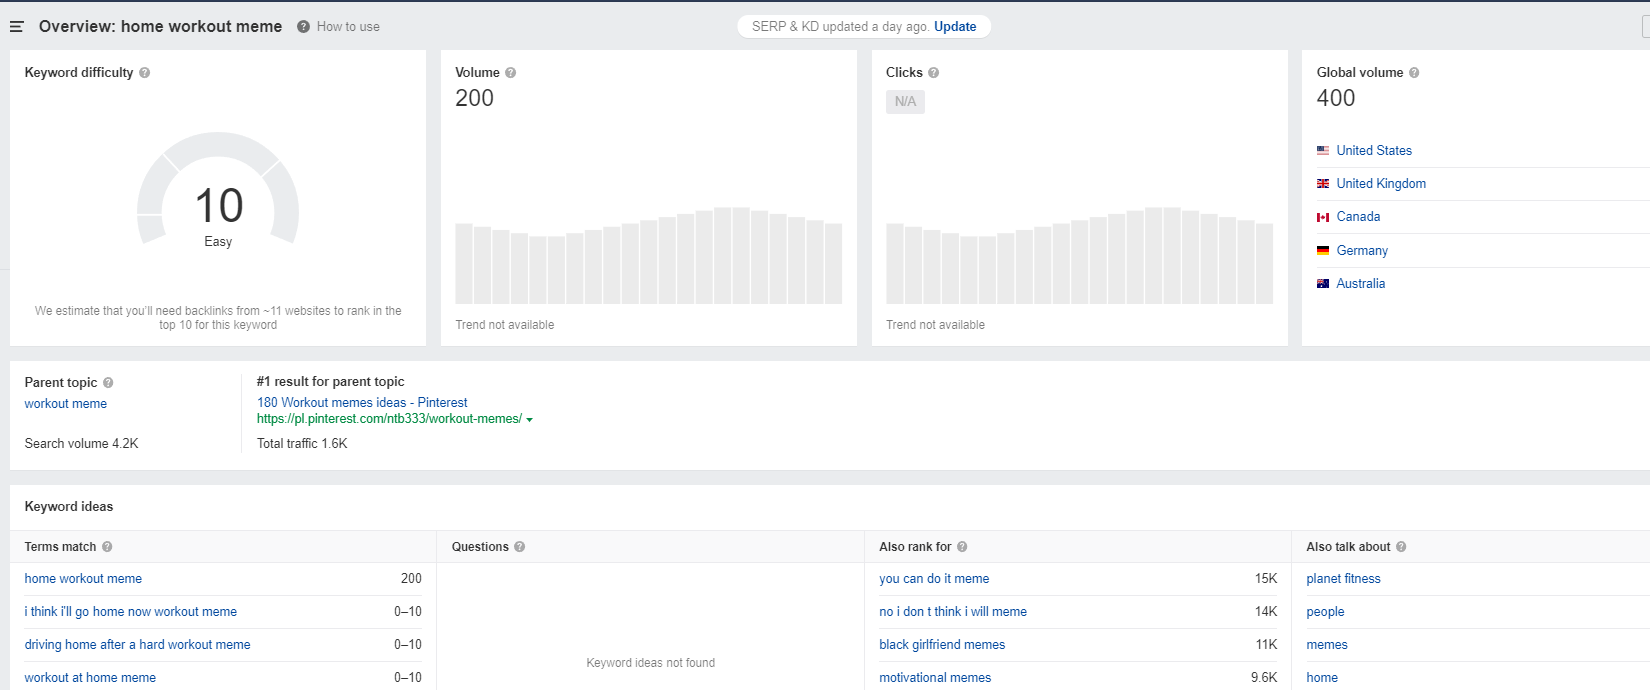 Overview: home workout meme
How to use
SERP & KD updated a day ago. Update
Keyword difficulty
10
Easy
We estimate that you'll need backlinks from ~11 websites to rank in the
top 10 for this keyword
Volume
200
Trend not available
Clicks
N/A
Trend not available
Global volume
400
United States
United Kingdom
Canada
Germany
Australia
Parent topic
workout meme
Search volume 4.2K
#1 result for parent topic
180 Workout memes ideas - Pinterest
https://pl.pinterest.com/ntb333/workout-memes/
Total traffic 1.6K
Keyword ideas
Terms match
home workout meme 200
i think i'll go home now workout meme 0–10
driving home after a hard workout meme 0–10
workout at home meme 0–10
Questions
Keyword ideas not found
Also rank for
you can do it meme 15K
no i don t think i will meme 14K
black girlfriend memes 11K
motivational memes 9.6K
Also talk about
planet fitness
people
memes
home